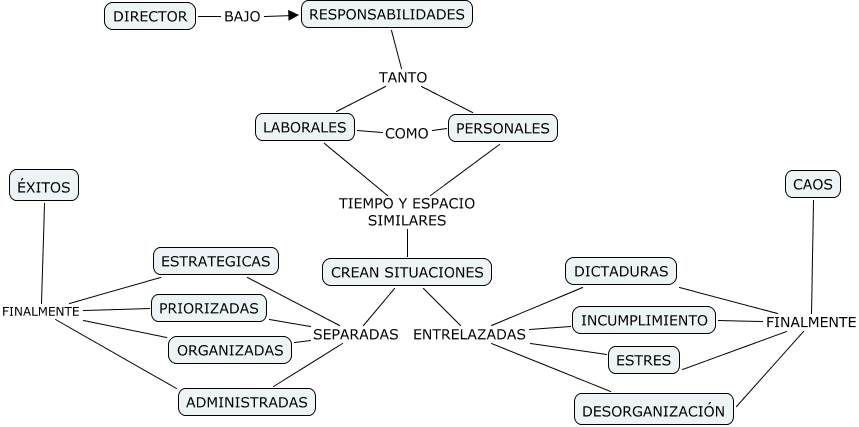 DIRECTOR
BAJO
RESPONSABILIDADES
TANTO
LABORALES
COMO
PERSONALES
TIEMPO Y ESPACIO
SIMILARES
ÉXITOS
CAOS
CREAN SITUACIONES
ESTRATEGICAS
PRIORIZADAS
ORGANIZADAS
ADMINISTRADAS
FINALMENTE
SEPARADAS
ENTRELAZADAS
DICTADURAS
INCUMPLIMIENTO
ESTRES
DESORGANIZACIÓN
FINALMENTE